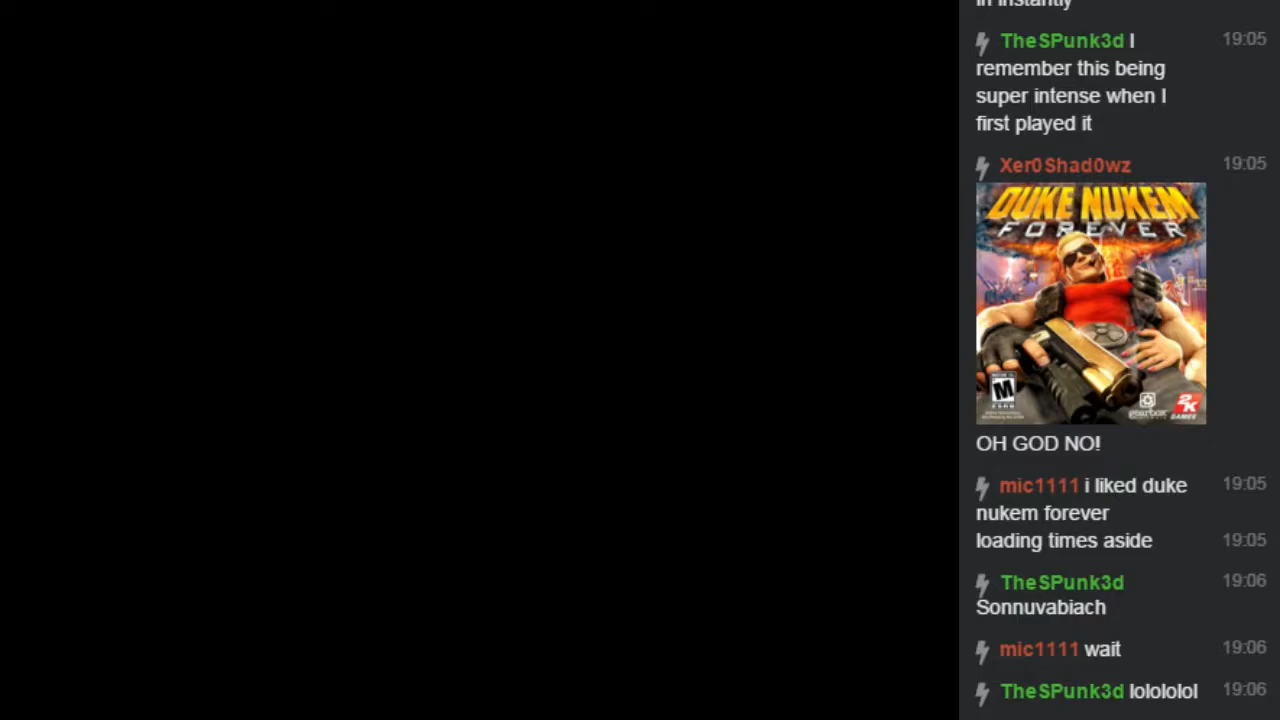 in instantly
TheSPunk3d I 19:05
remember this being
super intense when I
first played it
Xer0Shad0wz 19:05
DUKE NUKEM
FOREVER
M
gearbox 2K
GAMES
OH GOD NO!
mic1111 i liked duke 19:05
nukem forever
loading times aside 19:05
TheSPunk3d 19:06
Sonnuvabiach
mic1111 wait 19:06
TheSPunk3d lolololol 19:06